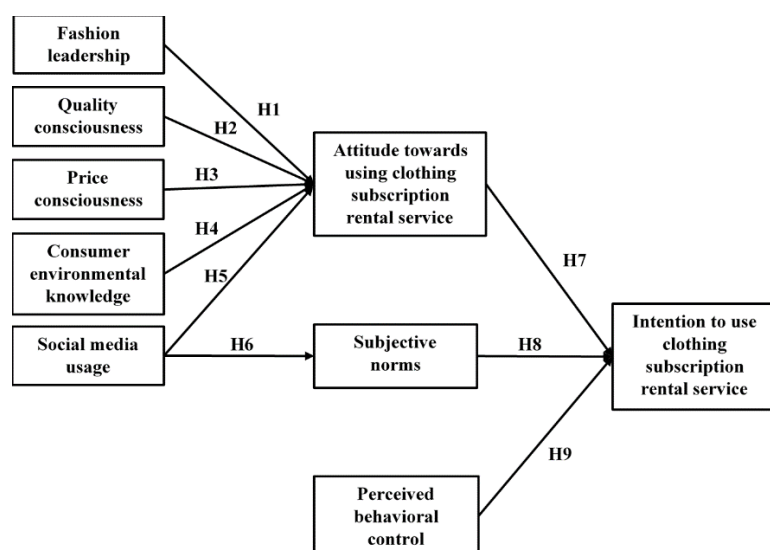 Fashion
leadership
H1
Quality
consciousness
H2
Price
consciousness
H3
Attitude towards
using clothing
subscription
rental service
Consumer
environmental
knowledge
H4
H5
H7
Social media
usage
H6
Subjective
norms
H8
Intention to use
clothing
subscription
rental service
H9
Perceived
behavioral
control